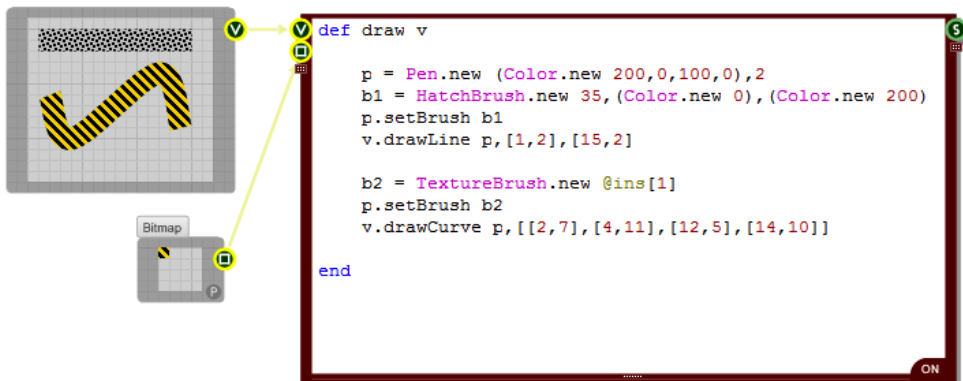 V
V def draw v S
p = Pen.new (Color.new 200,0,100,0),2
b1 = HatchBrush.new 35,(Color.new 0),(Color.new 200)
p.setBrush b1
v.drawLine p,[1,2],[15,2]
b2 = TextureBrush.new @ins[1]
p.setBrush b2
v.drawCurve p,[[2,7],[4,11],[12,5],[14,10]]
Bitmap
P
end
ON